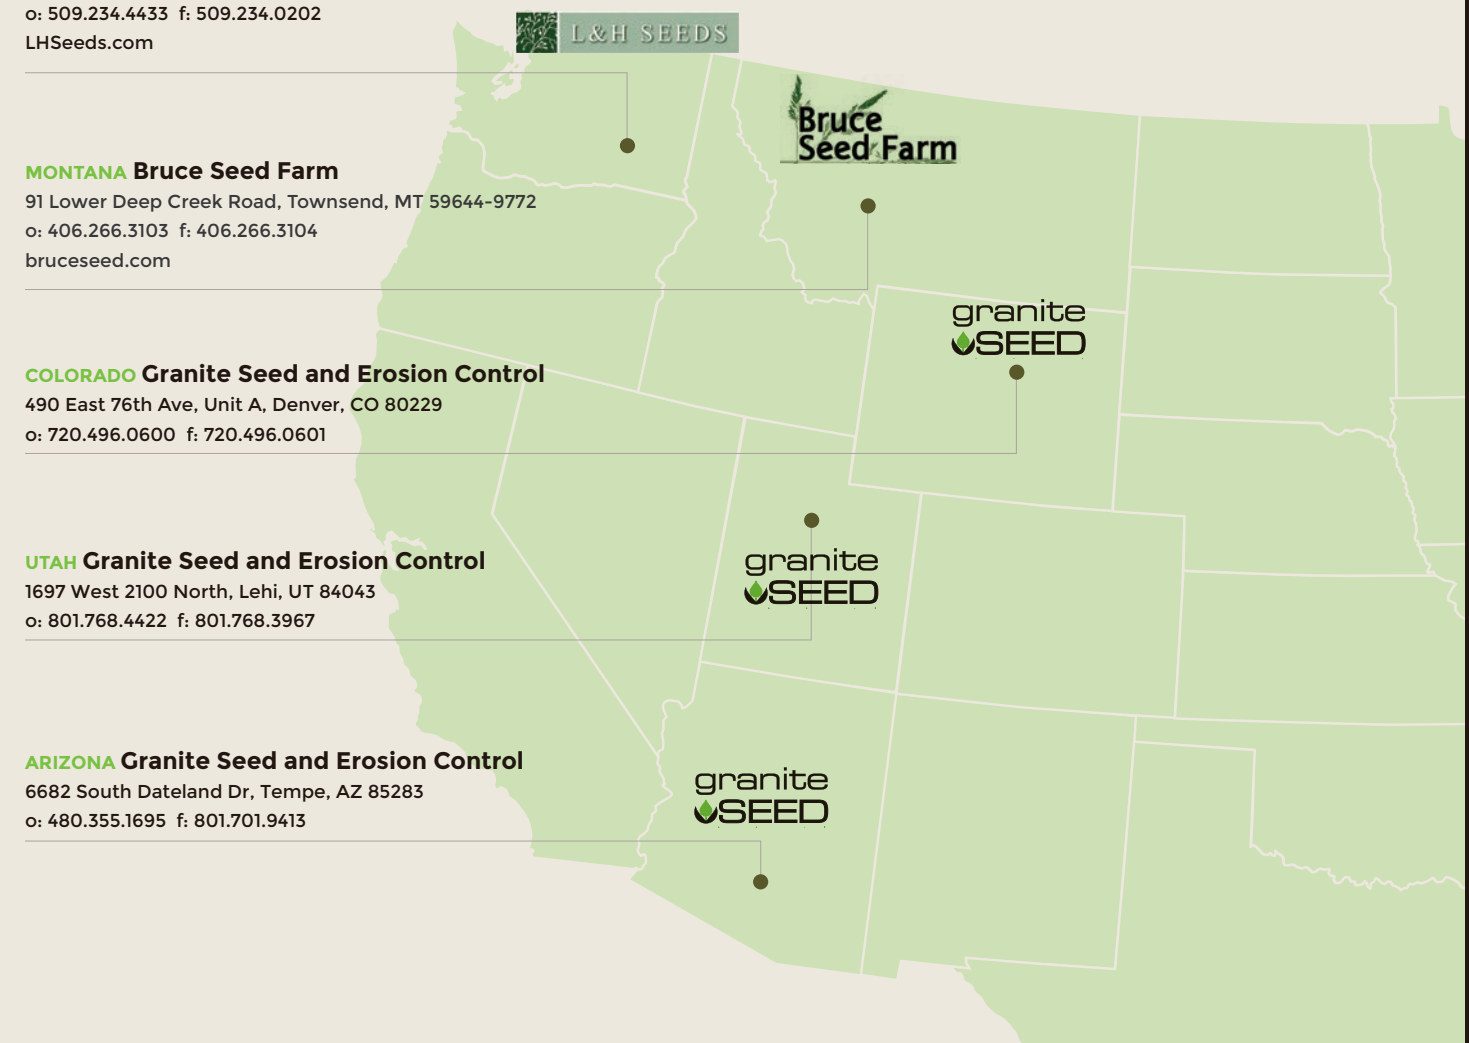 o: 509.234.4433 f: 509.234.0202
LHSeeds.com
L&H SEEDS
Bruce
Seed Farm
MONTANA Bruce Seed Farm
91 Lower Deep Creek Road, Townsend, MT 59644-9772
o: 406.266.3103 f: 406.266.3104
bruceseed.com
granite
SEED
COLORADO Granite Seed and Erosion Control
490 East 76th Ave, Unit A, Denver, CO 80229
o: 720.496.0600 f: 720.496.0601
UTAH Granite Seed and Erosion Control
1697 West 2100 North, Lehi, UT 84043
o: 801.768.4422 f: 801.768.3967
granite
SEED
ARIZONA Granite Seed and Erosion Control
6682 South Dateland Dr, Tempe, AZ 85283
o: 480.355.1695 f: 801.701.9413
granite
SEED